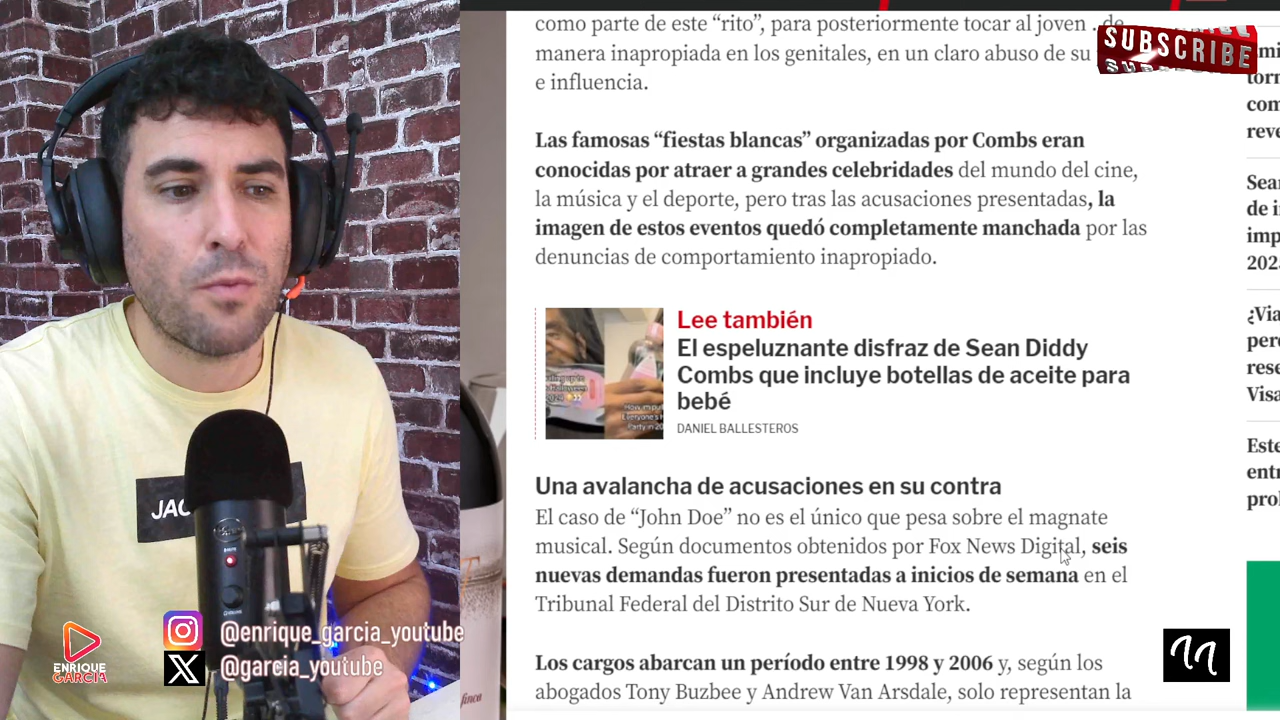 como parte de este “rito”, para posteriormente tocar al joven de
manera inapropiada en los genitales, en un claro abuso de su
e influencia.
SUBSCRIBE
Las famosas “fiestas blancas” organizadas por Combs eran
conocidas por atraer a grandes celebridades del mundo del cine,
la música y el deporte, pero tras las acusaciones presentadas, la
imagen de estos eventos quedó completamente manchada por las
denuncias de comportamiento inapropiado.
Lee también
El espeluznante disfraz de Sean Diddy
Combs que incluye botellas de aceite para
bebé
DANIEL BALLESTEROS
Una avalancha de acusaciones en su contra
El caso de “John Doe” no es el único que pesa sobre el magnate
musical. Según documentos obtenidos por Fox News Digital, seis
nuevas demandas fueron presentadas a inicios de semana en el
Tribunal Federal del Distrito Sur de Nueva York.
Los cargos abarcan un período entre 1998 y 2006 y, según los
abogados Tony Buzbee y Andrew Van Arsdale, solo representan la
JAC
ENRIQUE
GARCIA
@enrique_garcia_youtube
@garcia_youtube